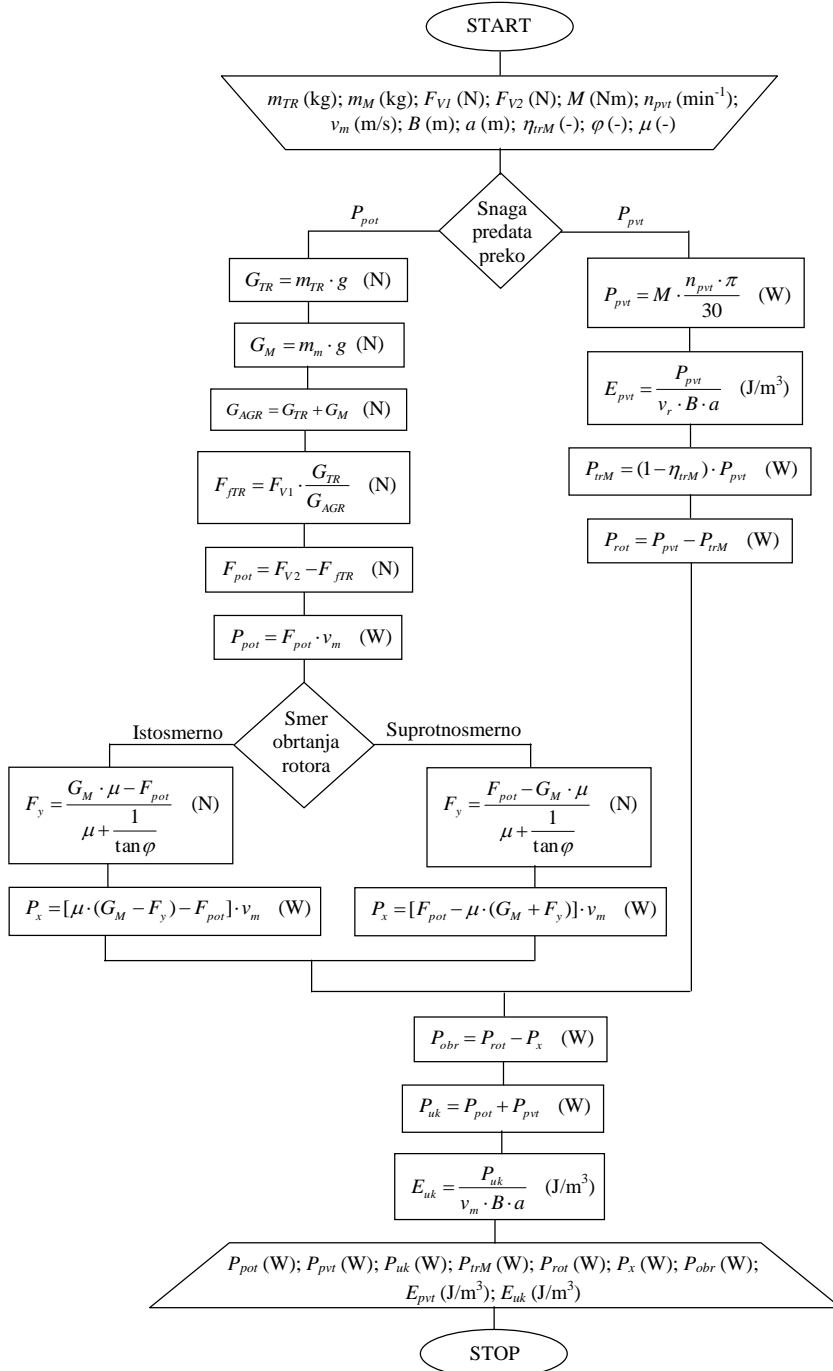 START
m_TR (kg); m_M (kg); F_V1 (N); F_V2 (N); M (Nm); n_pvt (min⁻¹);
v_m (m/s); B (m); a (m); η_trM (-); φ (-); μ (-)
Snaga
predata
preko
P_pot
P_pvt
G_TR = m_TR · g (N)
G_M = m_m · g (N)
G_AGR = G_TR + G_M (N)
F_fTR = F_V1 · G_TR / G_AGR (N)
F_pot = F_V2 − F_fTR (N)
P_pot = F_pot · v_m (W)
P_pvt = M · n_pvt · π / 30 (W)
E_pvt = P_pvt / v_r · B · a (J/m³)
P_trM = (1 − η_trM) · P_pvt (W)
P_rot = P_pvt − P_trM (W)
Smer
obrtanja
rotora
Istosmerno
Suprotnosmerno
F_y = G_M · μ − F_pot / μ + 1 / tan φ (N)
P_x = [μ · (G_M − F_y) − F_pot] · v_m (W)
F_y = F_pot − G_M · μ / μ + 1 / tan φ (N)
P_x = [F_pot − μ · (G_M + F_y)] · v_m (W)
P_obr = P_rot − P_x (W)
P_uk = P_pot + P_pvt (W)
E_uk = P_uk / v_m · B · a (J/m³)
P_pot (W); P_pvt (W); P_uk (W); P_trM (W); P_rot (W); P_x (W); P_obr (W);
E_pvt (J/m³); E_uk (J/m³)
STOP